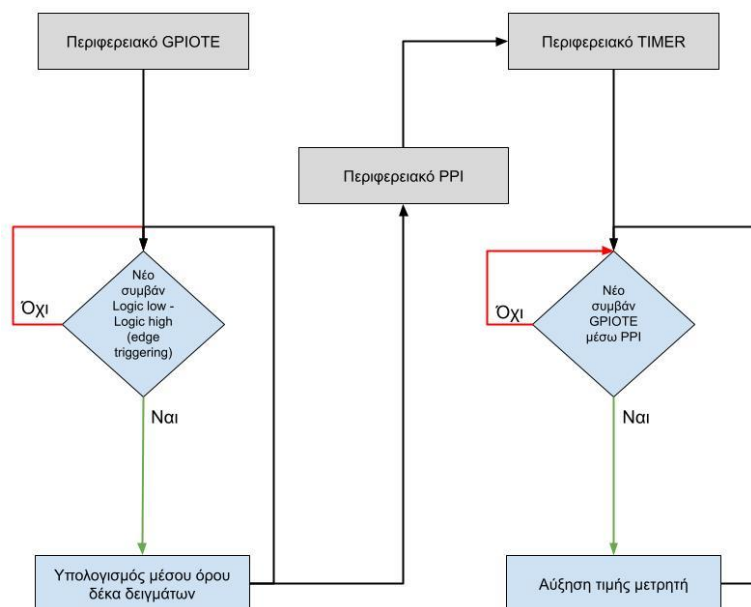 Περιφερειακό GPIOTE
Περιφερειακό TIMER
Περιφερειακό PPI
Νέο
συμβάν
Logic low -
Logic high
(edge
triggering)
Όχι
Ναι
Νέο
συμβάν
GPIOTE
μέσω PPI
Όχι
Ναι
Υπολογισμός μέσου όρου
δέκα δειγμάτων
Αύξηση τιμής μετρητή